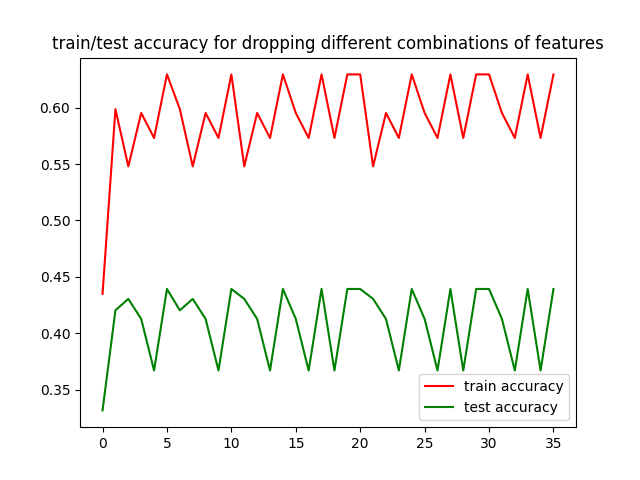 train/test accuracy for dropping different combinations of features
0.60
0.55
0.50
0.45
0.40
0.35
train accuracy
test accuracy
0 5 10 15 20 25 30 35